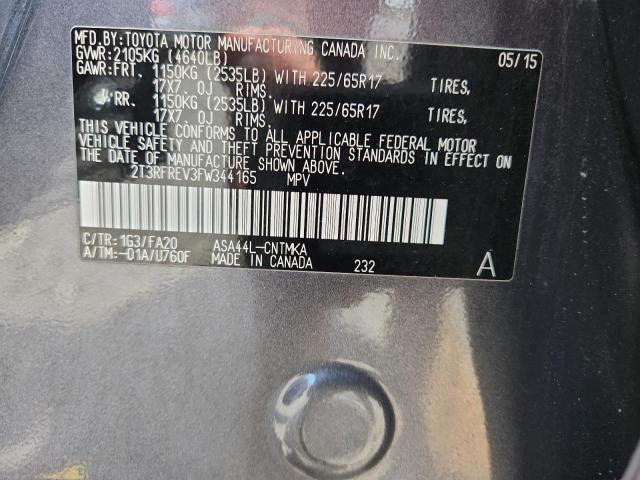 MFD.BY:TOYOTA MOTOR MANUFACTURING CANADA INC. 05/15
GVWR:2105KG (4640LB)
GAWR:FRT. 1150KG (2535LB) WITH 225/65R17 TIRES,
17X7.0J RIMS.
RR. 1150KG (2535LB) WITH 225/65R17 TIRES,
17X7.0J RIMS.
THIS VEHICLE CONFORMS TO ALL APPLICABLE FEDERAL MOTOR
VEHICLE SAFETY AND THEFT PREVENTION STANDARDS IN EFFECT ON
THE DATE OF MANUFACTURE SHOWN ABOVE.
2T3RFREV3FW344165 MPV
C/TR:1G3/FA20 ASA44L-CNTMKA
A/TM:-01A/U760F MADE IN CANADA 232 A